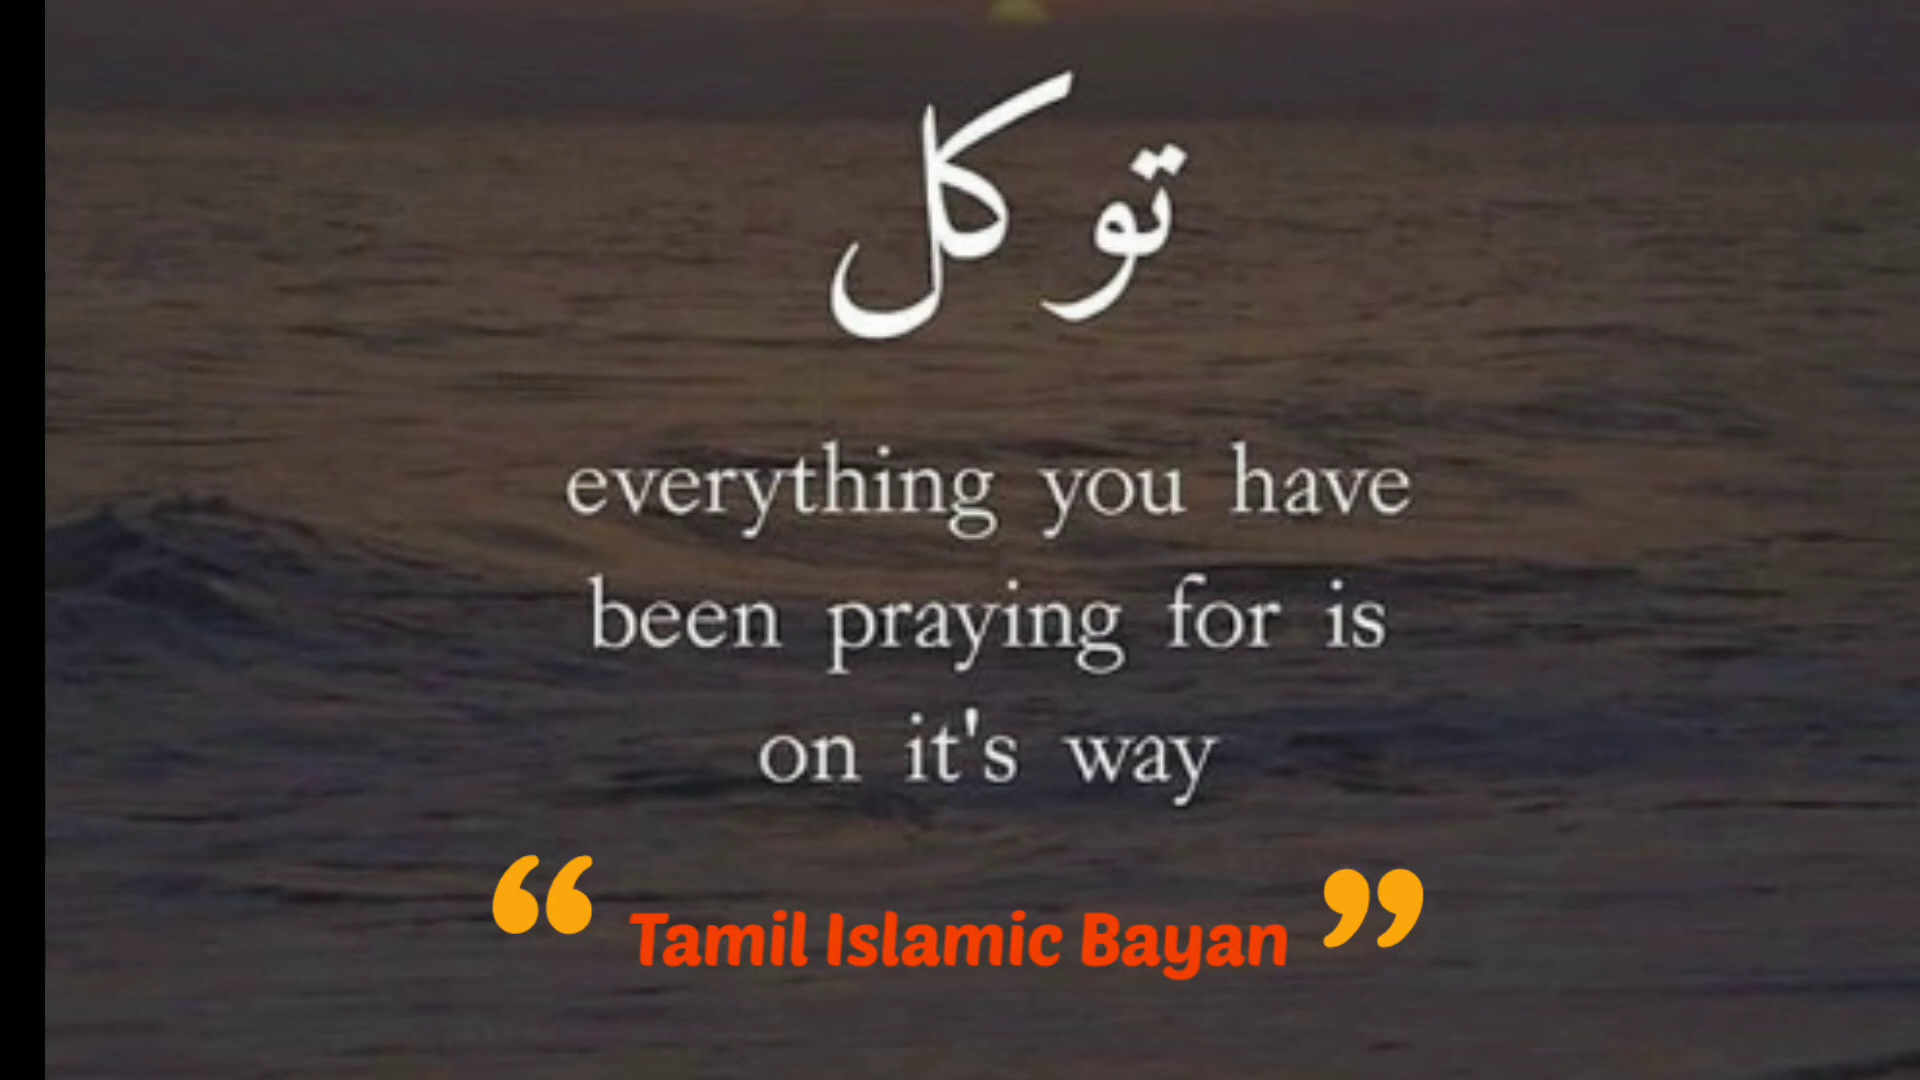 توكل
everything you have
been praying for is
on it's way
“ Tamil Islamic Bayan ”